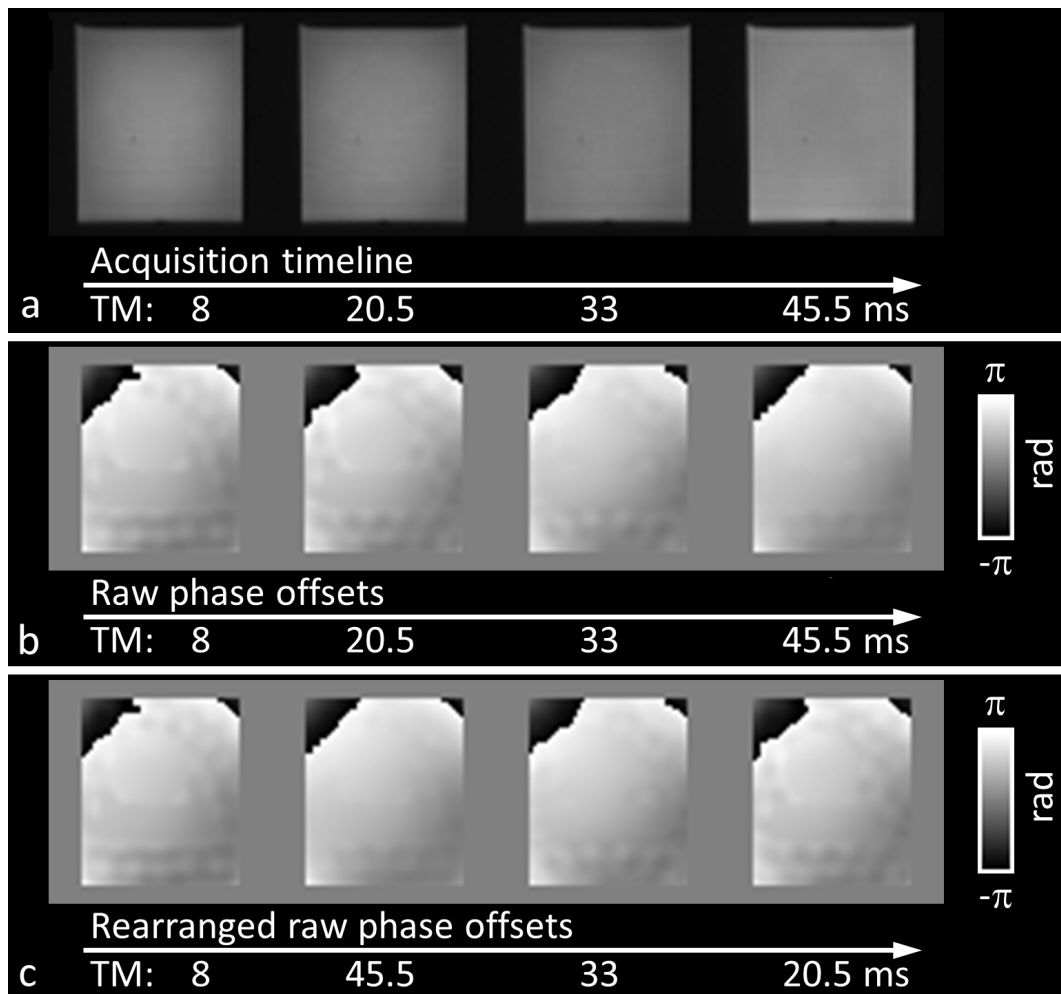 Acquisition timeline
a TM: 8 20.5 33 45.5 ms
π
rad
-π
Raw phase offsets
b TM: 8 20.5 33 45.5 ms
π
rad
-π
Rearranged raw phase offsets
c TM: 8 45.5 33 20.5 ms